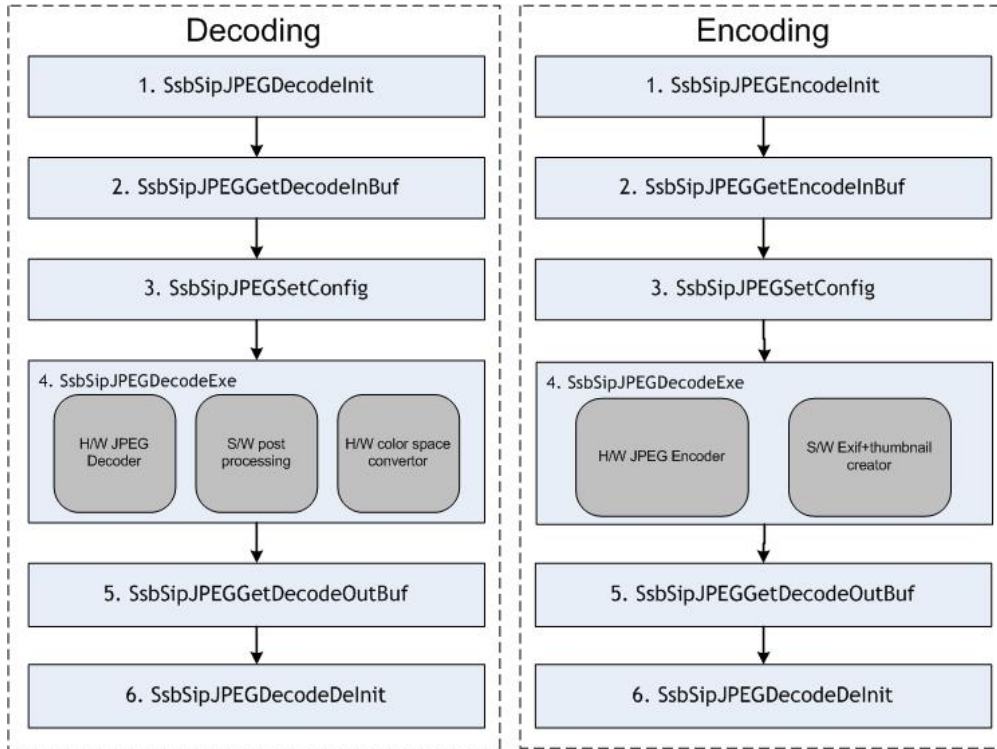 Decoding
1. SsbSipJPEGDecodeInit
2. SsbSipJPEGGetDecodeInBuf
3. SsbSipJPEGSetConfig
4. SsbSipJPEGDecodeExe
H/W JPEG
Decoder
S/W post
processing
H/W color space
convertor
5. SsbSipJPEGGetDecodeOutBuf
6. SsbSipJPEGDecodeDeInit
Encoding
1. SsbSipJPEGEncodeInit
2. SsbSipJPEGGetEncodeInBuf
3. SsbSipJPEGSetConfig
4. SsbSipJPEGDecodeExe
H/W JPEG Encoder
S/W Exif+thumbnail
creator
5. SsbSipJPEGGetDecodeOutBuf
6. SsbSipJPEGDecodeDeInit